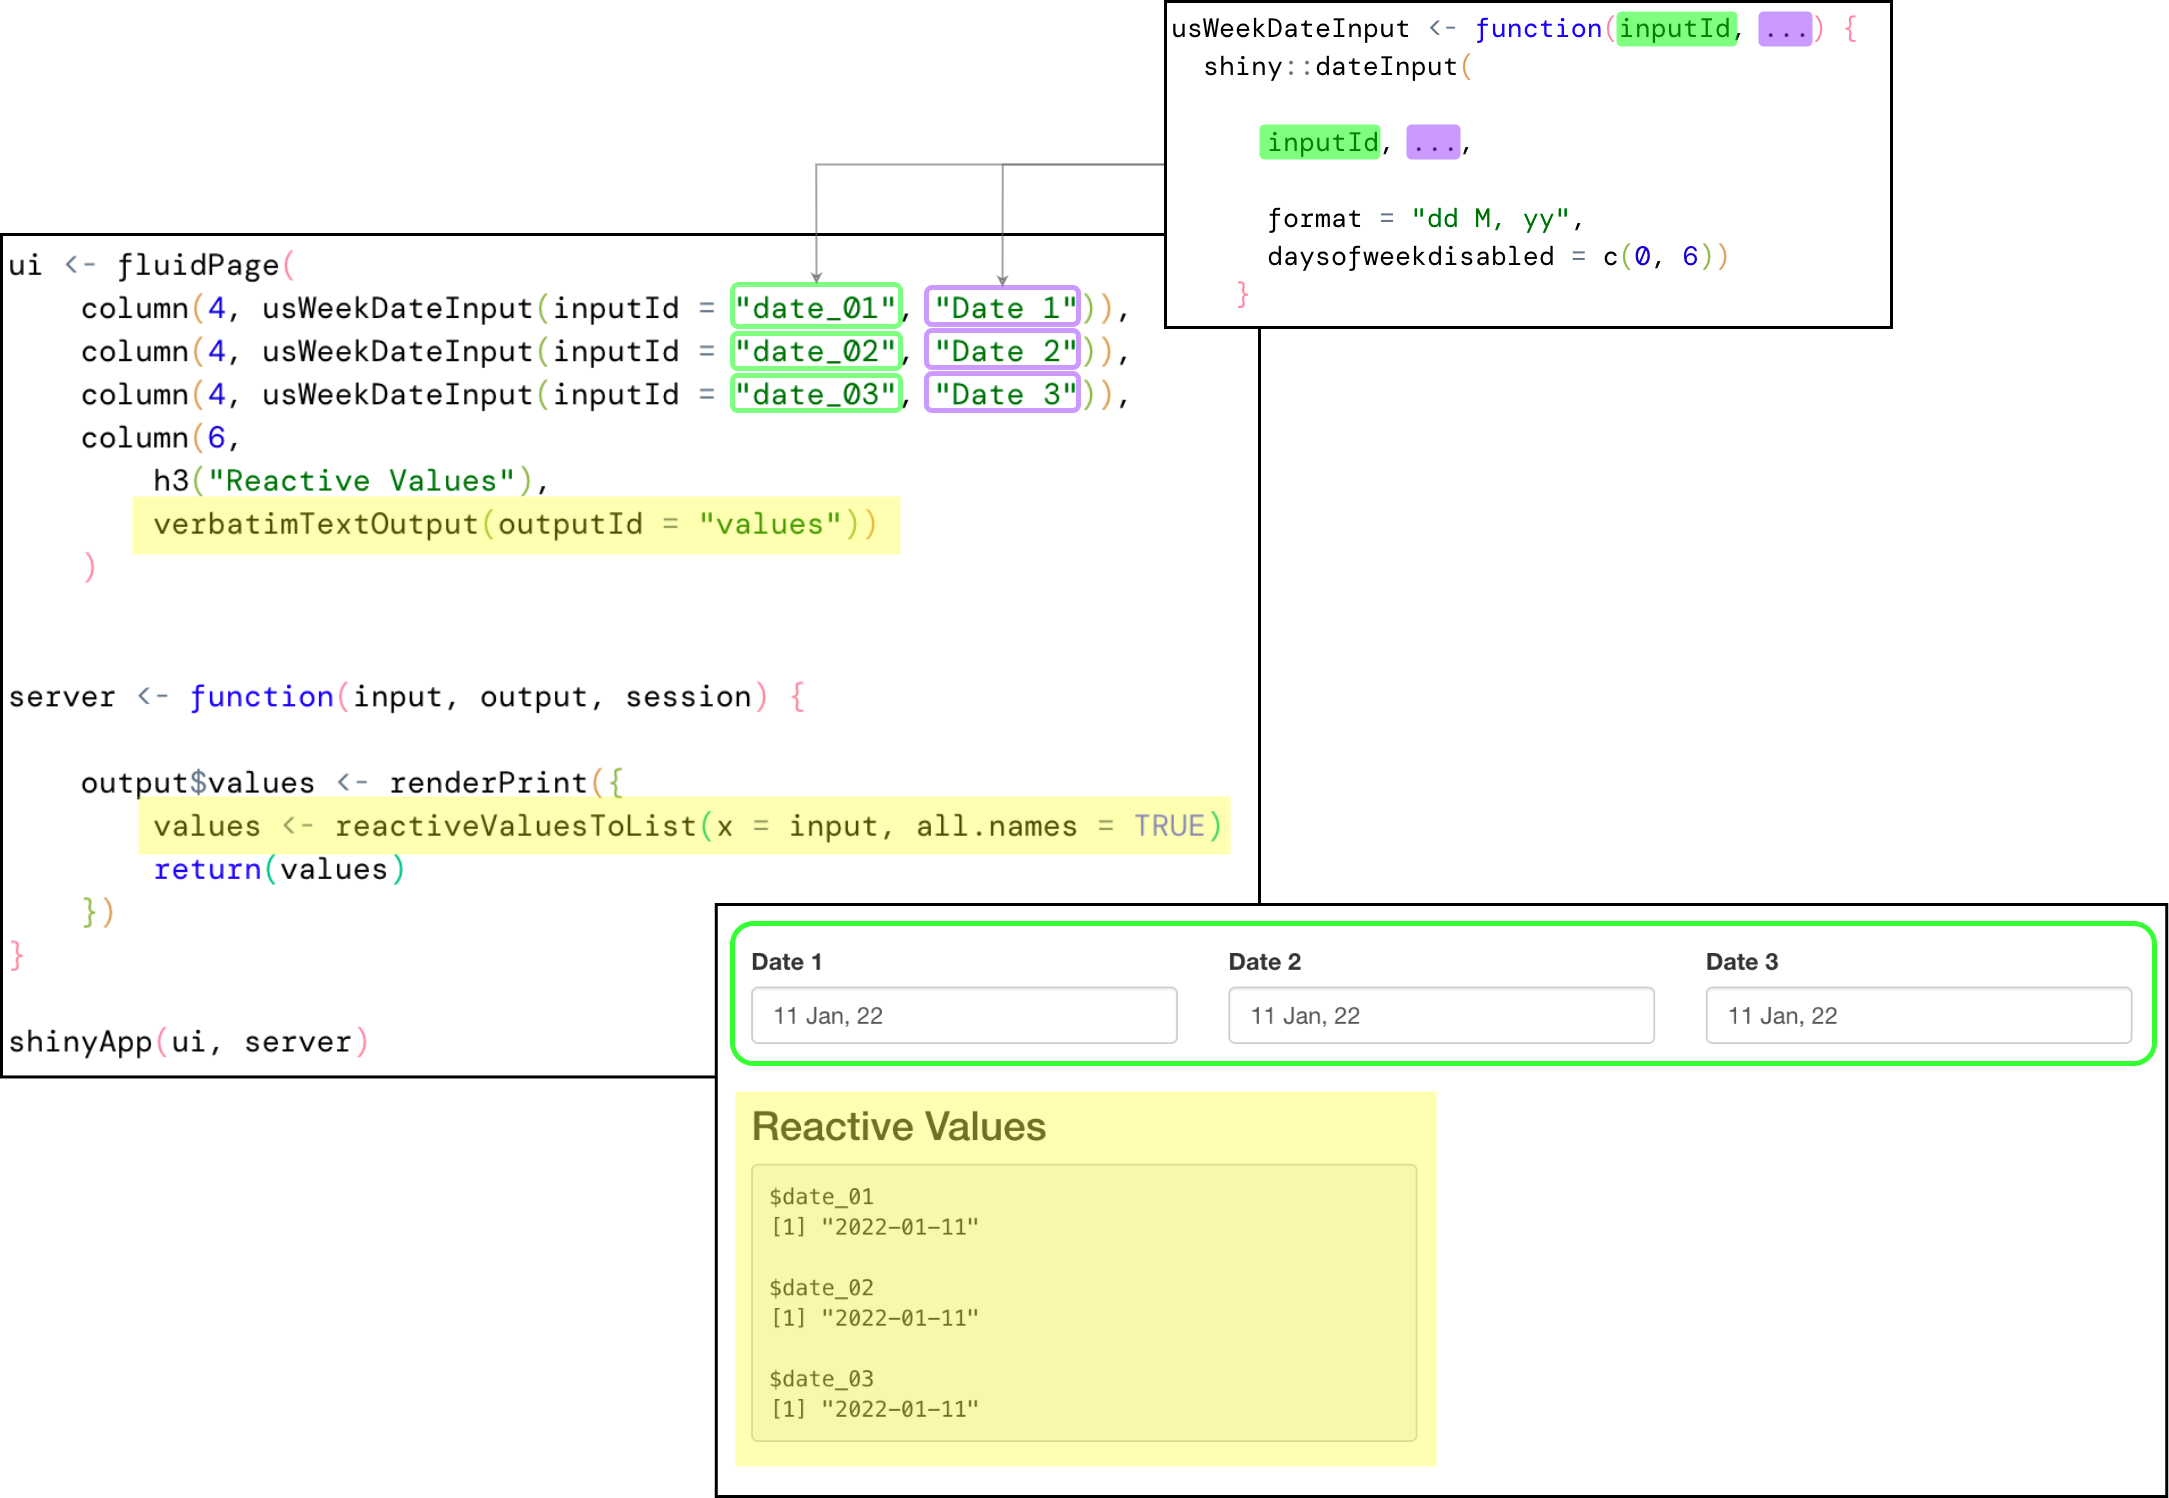 usWeekDateInput <- function(inputId, ...) {
shiny::dateInput(
inputId, ...,
format = "dd M, yy",
daysofweekdisabled = c(0, 6))
}
ui <- fluidPage(
column(4, usWeekDateInput(inputId = "date_01", "Date 1")),
column(4, usWeekDateInput(inputId = "date_02", "Date 2")),
column(4, usWeekDateInput(inputId = "date_03", "Date 3")),
column(6,
h3("Reactive Values"),
verbatimTextOutput(outputId = "values"))
)
server <- function(input, output, session) {
output$values <- renderPrint({
values <- reactiveValuesToList(x = input, all.names = TRUE)
return(values)
})
}
shinyApp(ui, server)
Date 1 Date 2 Date 3
11 Jan, 22 11 Jan, 22 11 Jan, 22
Reactive Values
$date_01
[1] "2022-01-11"
$date_02
[1] "2022-01-11"
$date_03
[1] "2022-01-11"